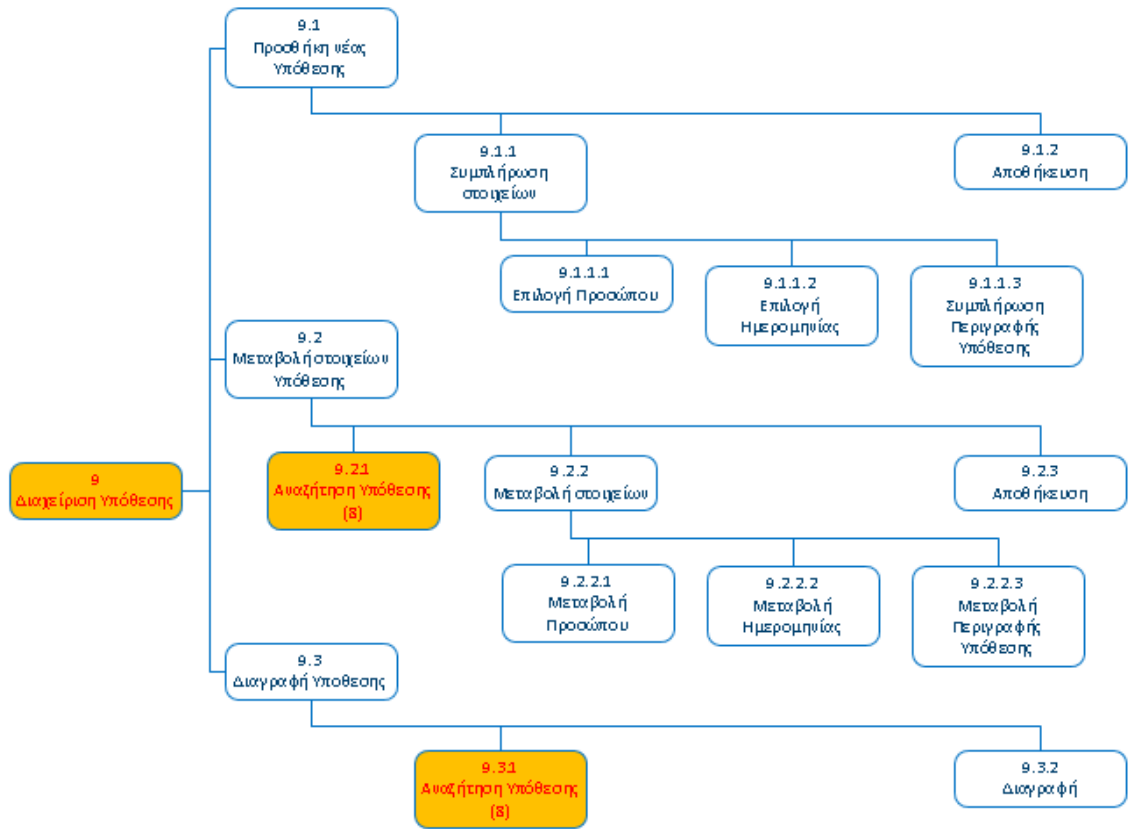 9.1
Προσθήκη νέας
Υπόθεσης
9.1.1
Συμπλήρωση
στοιχείων
9.1.2
Αποθήκευση
9.1.1.1
Επιλογή Προσώπου
9.1.1.2
Επιλογή
Ημερομηνίας
9.1.1.3
Συμπλήρωση
Περιγραφής
Υπόθεσης
9.2
Μεταβολή στοιχείων
Υπόθεσης
9
Διαχείριση Υπόθεσης
9.2.1
Αναζήτηση Υπόθεσης
(8)
9.2.2
Μεταβολή στοιχείων
9.2.3
Αποθήκευση
9.2.2.1
Μεταβολή
Προσώπου
9.2.2.2
Μεταβολή
Ημερομηνίας
9.2.2.3
Μεταβολή
Περιγραφής
Υπόθεσης
9.3
Διαγραφή Υποθεσης
9.3.1
Αναζήτηση Υπόθεσης
(8)
9.3.2
Διαγραφή